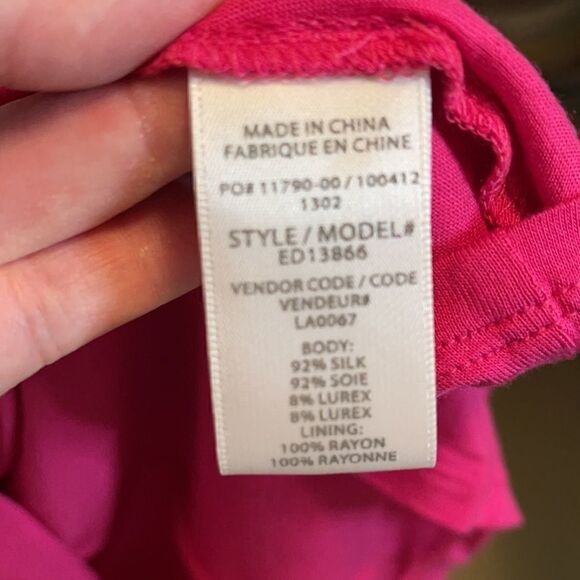 MADE IN CHINA
FABRIQUE EN CHINE
PO# 11790-00 / 100412
1302
STYLE / MODEL#
ED13866
VENDOR CODE / CODE
VENDEUR#
LA0067
BODY:
92% SILK
92% SOIE
8% LUREX
8% LUREX
LINING:
100% RAYON
100% RAYONNE